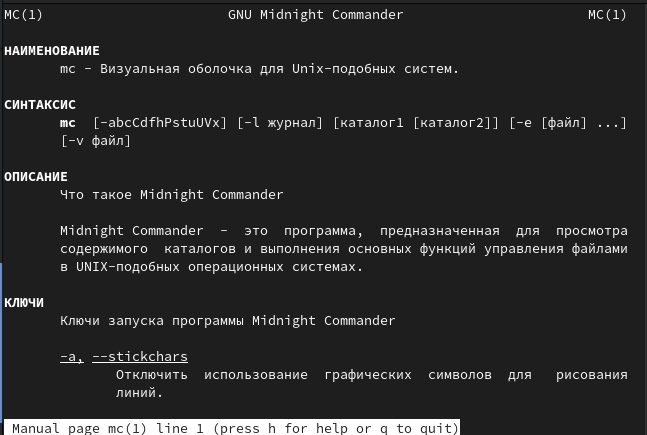 MC(1) GNU Midnight Commander MC(1)
НАИМЕНОВАНИЕ
mc - Визуальная оболочка для Unix-подобных систем.
СИНТАКСИС
mc [-abcCdfhPstuUVx] [-l журнал] [каталог1 [каталог2]] [-e [файл] ...]
[-v файл]
ОПИСАНИЕ
Что такое Midnight Commander
Midnight Commander - это программа, предназначенная для просмотра
содержимого каталогов и выполнения основных функций управления файлами
в UNIX-подобных операционных системах.
КЛЮЧИ
Ключи запуска программы Midnight Commander
-a, --stickchars
Отключить использование графических символов для рисования
линий.
Manual page mc(1) line 1 (press h for help or q to quit)